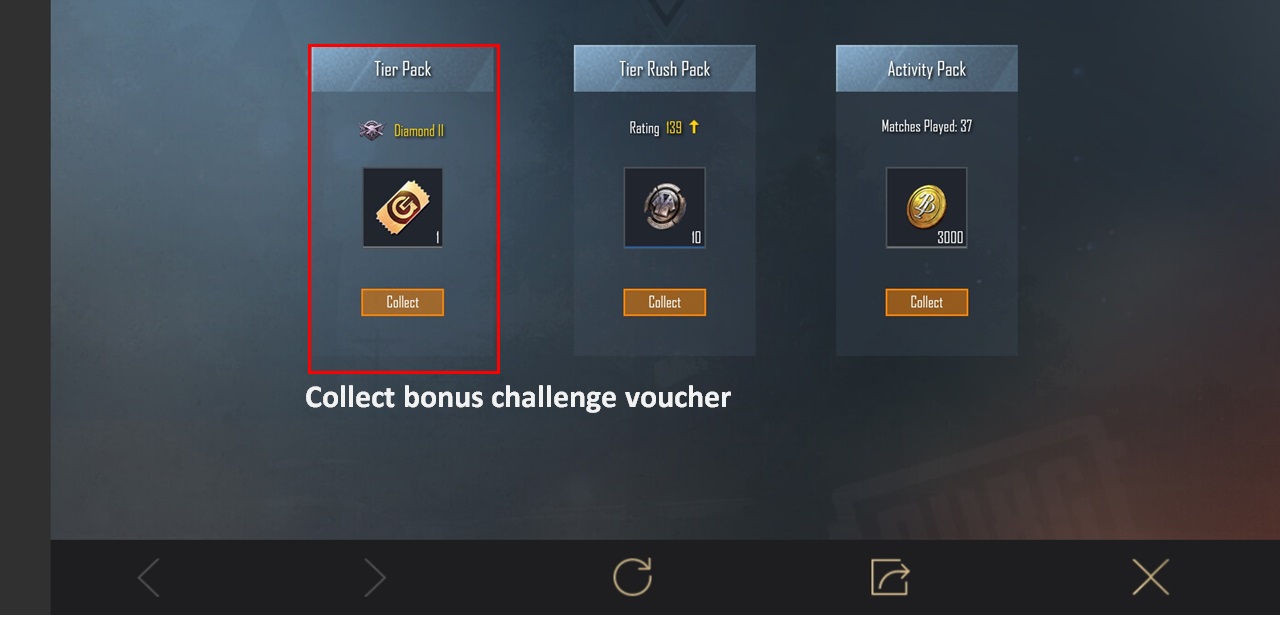 Tier Pack
Diamond II
1
Collect
Tier Rush Pack
Rating 139
10
Collect
Activity Pack
Matches Played: 37
3000
Collect
Collect bonus challenge voucher
PUBG